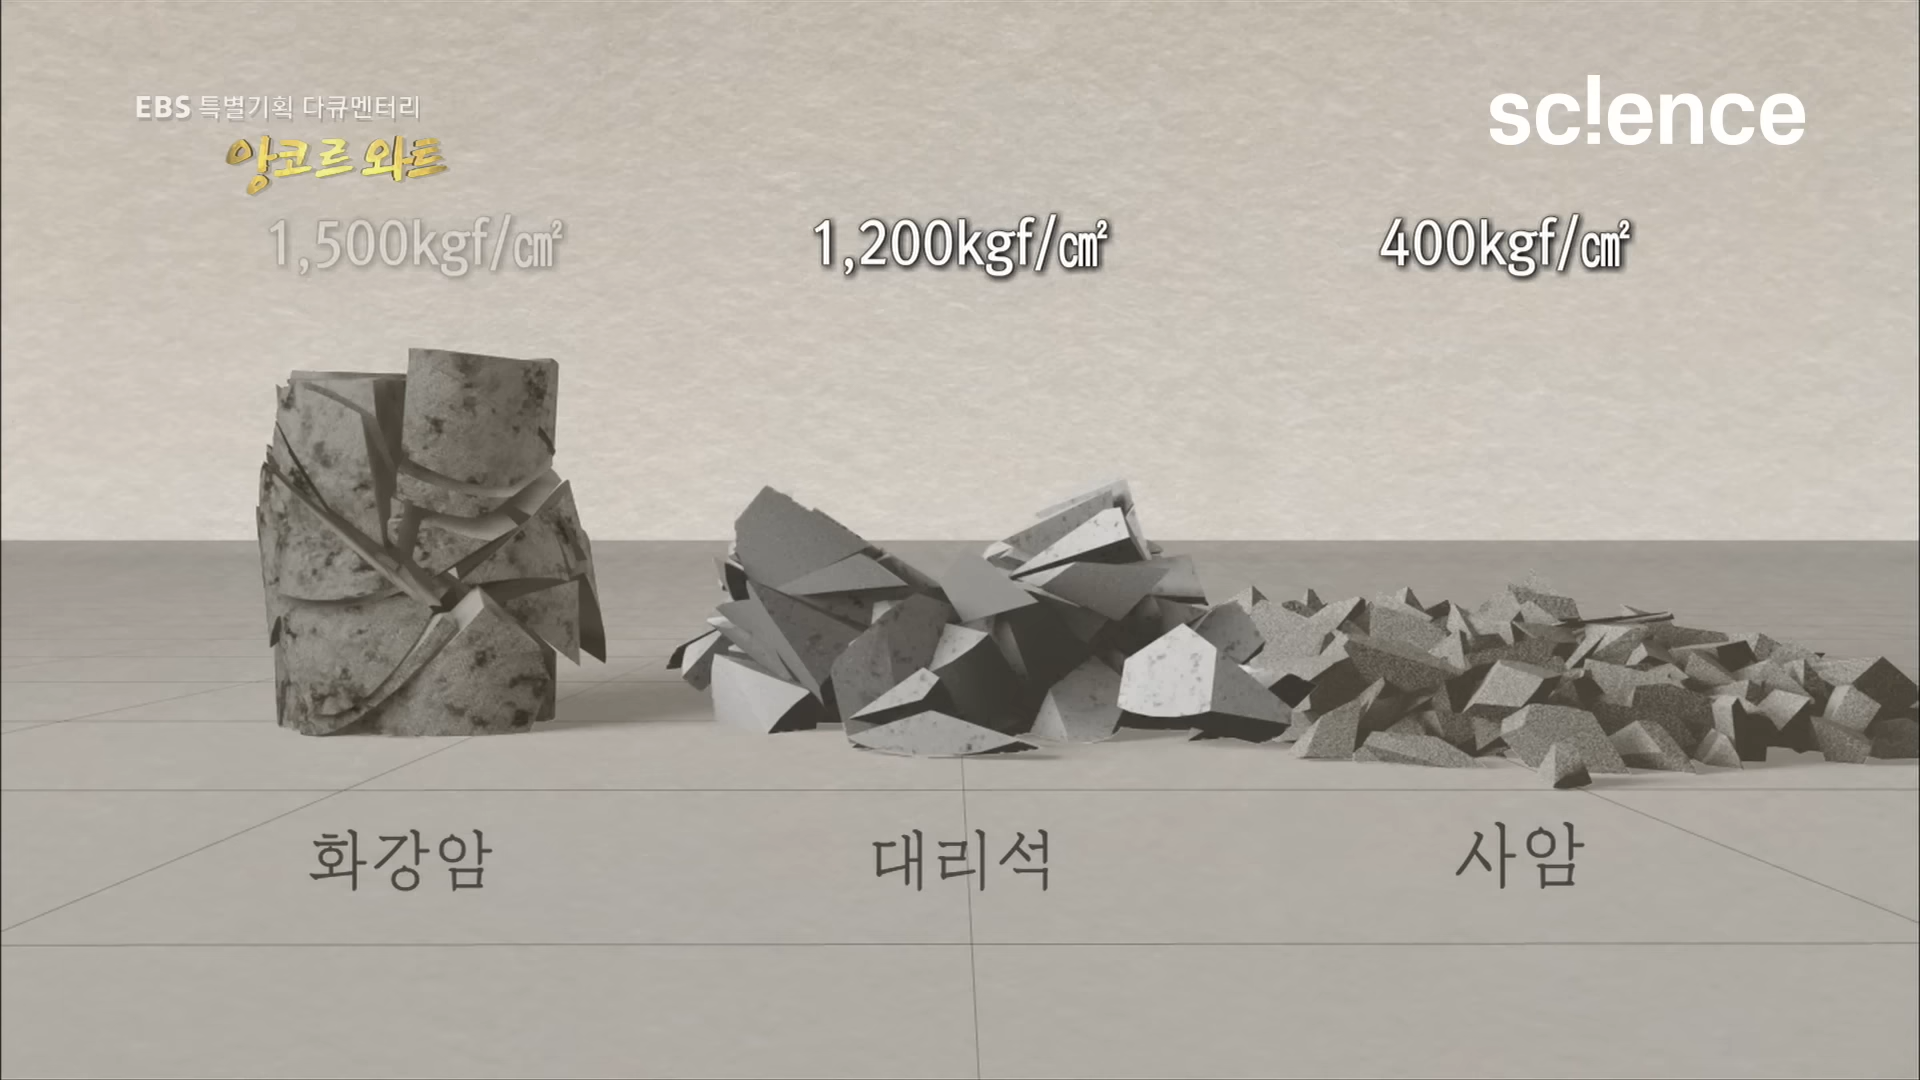 EBS 특별기획 다큐멘터리
앙코르 와트
sc!ence
1,500kgf/㎠
1,200kgf/㎠
400kgf/㎠
화강암
대리석
사암